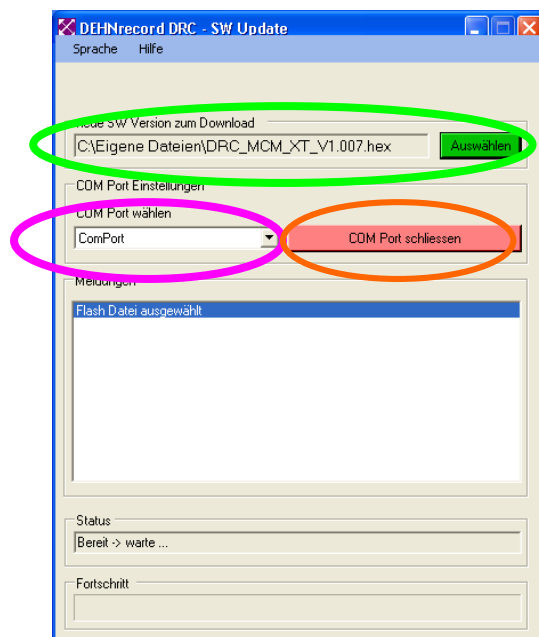 DEHNrecord DRC - SW Update
Sprache Hilfe
Neue SW Version zum Download
C:\Eigene Dateien\DRC_MCM_XT_V1.007.hex Auswählen
COM Port Einstellungen
COM Port wählen
ComPort COM Port schliessen
Meldungen
Flash Datei ausgewählt
Status
Bereit -> warte ...
Fortschritt